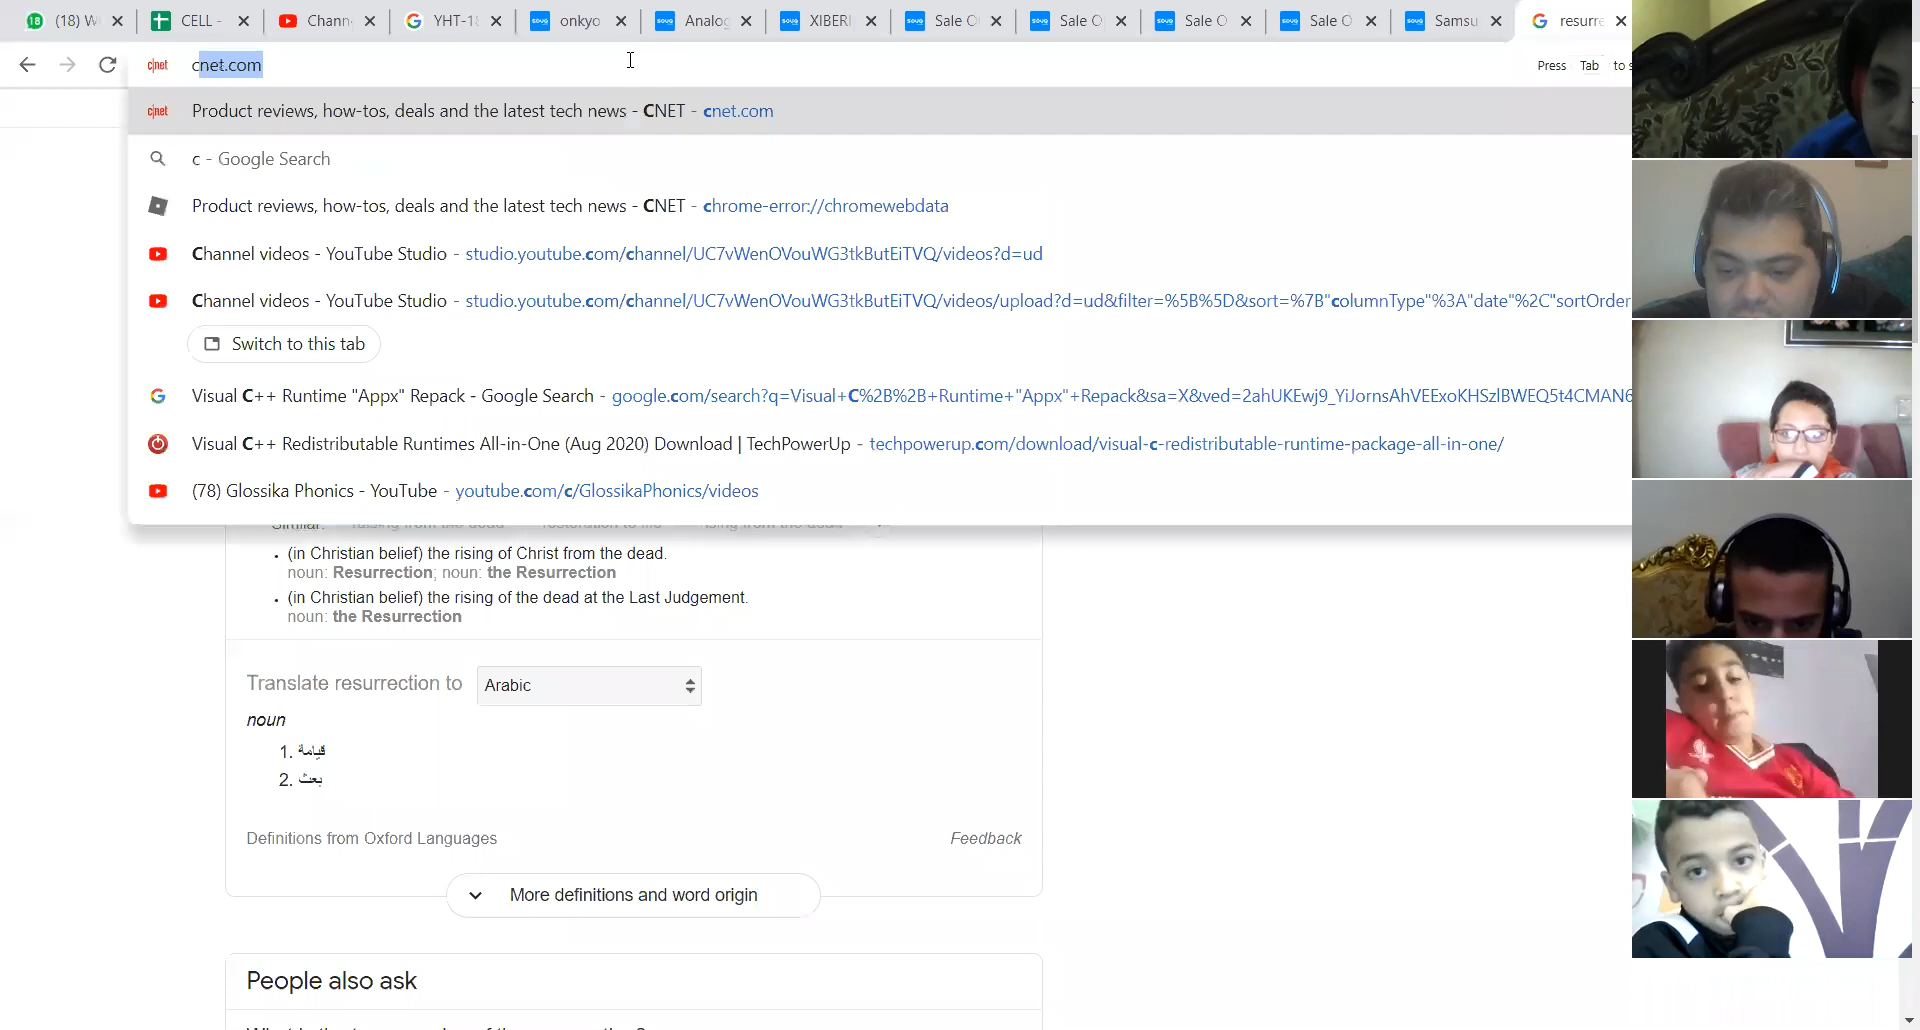 (18) W
CELL -
Chann
YHT-18
onkyo
Analog
XIBERI
Sale O
Sale O
Sale O
Sale O
Samsu
resurre
cnet.com
Press Tab to s
Product reviews, how-tos, deals and the latest tech news - CNET - cnet.com
c - Google Search
Product reviews, how-tos, deals and the latest tech news - CNET - chrome-error://chromewebdata
Channel videos - YouTube Studio - studio.youtube.com/channel/UC7vWenOVouWG3tkButEiTVQ/videos?d=ud
Channel videos - YouTube Studio - studio.youtube.com/channel/UC7vWenOVouWG3tkButEiTVQ/videos/upload?d=ud&filter=%5B%5D&sort=%7B"columnType"%3A"date"%2C"sortOrder
Switch to this tab
Visual C++ Runtime "Appx" Repack - Google Search - google.com/search?q=Visual+C%2B%2B+Runtime+"Appx"+Repack&sa=X&ved=2ahUKEwj9_YiJornsAhVEExoKHSzlBWEQ5t4CMAN6
Visual C++ Redistributable Runtimes All-in-One (Aug 2020) Download | TechPowerUp - techpowerup.com/download/visual-c-redistributable-runtime-package-all-in-one/
(78) Glossika Phonics - YouTube - youtube.com/c/GlossikaPhonics/videos
(in Christian belief) the rising of Christ from the dead.
noun: Resurrection; noun: the Resurrection
(in Christian belief) the rising of the dead at the Last Judgement.
noun: the Resurrection
Translate resurrection to Arabic
noun
1. قيامة
2. بعث
Definitions from Oxford Languages
Feedback
More definitions and word origin
People also ask